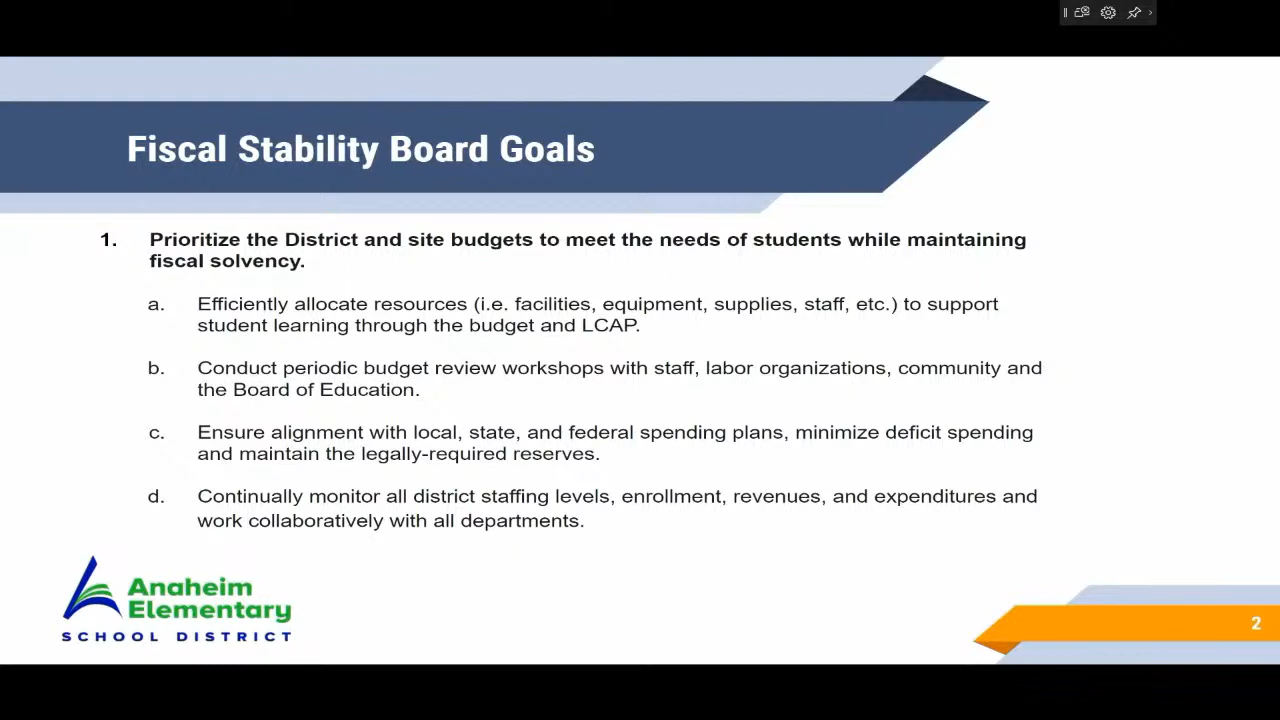 Fiscal Stability Board Goals
1. Prioritize the District and site budgets to meet the needs of students while maintaining
fiscal solvency.
a. Efficiently allocate resources (i.e. facilities, equipment, supplies, staff, etc.) to support
student learning through the budget and LCAP.
b. Conduct periodic budget review workshops with staff, labor organizations, community and
the Board of Education.
c. Ensure alignment with local, state, and federal spending plans, minimize deficit spending
and maintain the legally-required reserves.
d. Continually monitor all district staffing levels, enrollment, revenues, and expenditures and
work collaboratively with all departments.
Anaheim
Elementary
SCHOOL DISTRICT
2